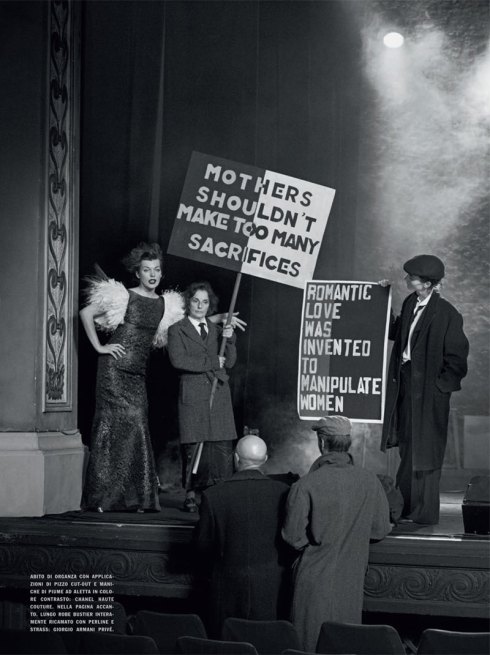 MOTHERS
SHOULDN'T
MAKE TOO MANY
SACRIFICES
ROMANTIC
LOVE
WAS
INVENTED
TO
MANIPULATE
WOMEN
ABITO DI ORGANZA CON APPLICA-
ZIONI DI PIZZO CUT-OUT E MANI-
CHE DI PIUME AD ALETTA IN COLO-
RE CONTRASTO: CHANEL HAUTE
COUTURE. NELLA PAGINA ACCAN-
TO, LUNGO ROBE BUSTIER INTERA-
MENTE RICAMATO CON PERLINE E
STRASS: GIORGIO ARMANI PRIVÉ.